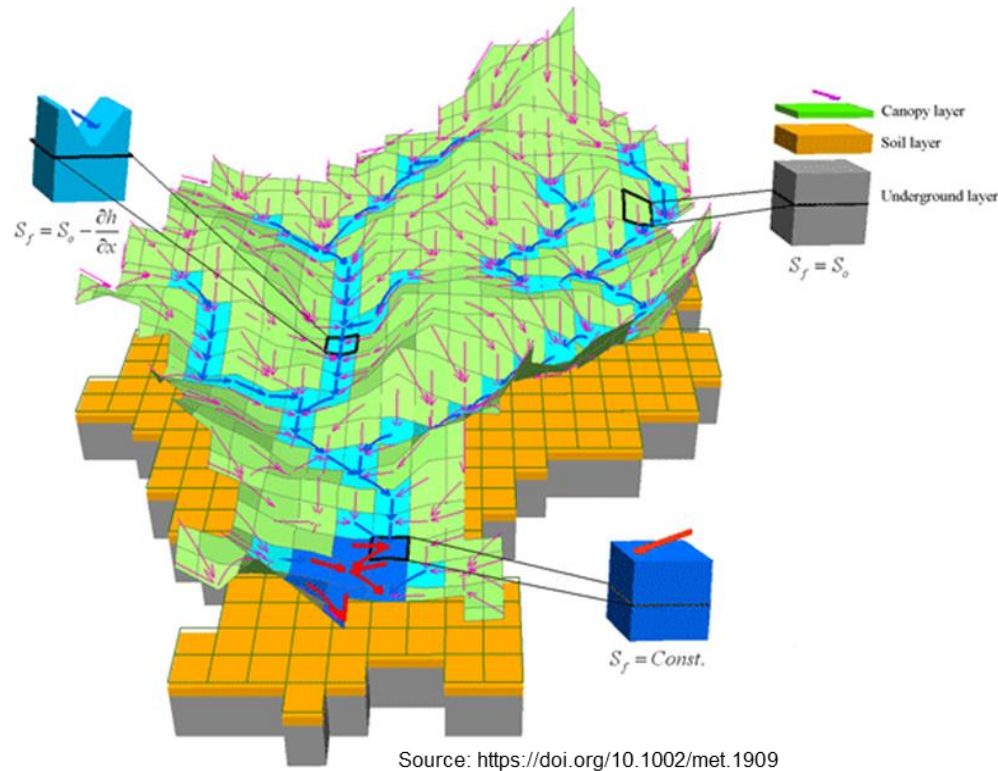 Canopy layer
Soil layer
Underground layer
S_f = S_o - ∂h/∂x
S_f = S_o
S_f = Const.
Source: https://doi.org/10.1002/met.1909